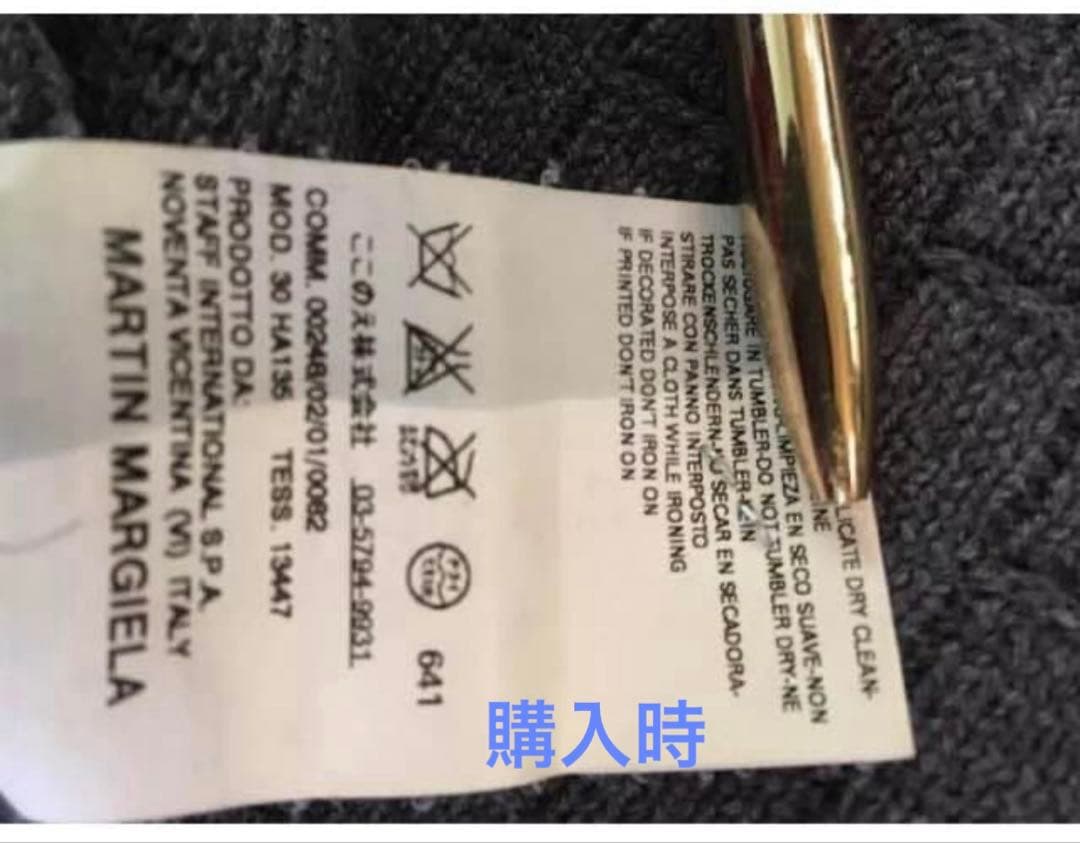 LICATE DRY CLEAN-
NE
LIMPIEZA EN SECO SUAVE-NON
IN TUMBLER-DO NOT TUMBLER DRY-NE
PAS SECHER DANS TUMBLER-
TROCKENSCHLENDERN- SECAR EN SECADORA-
STIRARE CON PANNO INTERPOSTO
INTERPOSE A CLOTH WHILE IRONING
IF DECORATED DON'T IRON ON
IF PRINTED DON'T IRON ON
641
ここのえ株式会社 03-5794-9931
COMM. 00248/02/01/0082
MOD. 30 HA135 TESS. 13447
PRODOTTO DA:
STAFF INTERNATIONAL S.P.A.
NOVENTA VICENTINA (VI) ITALY
MARTIN MARGIELA
購入時